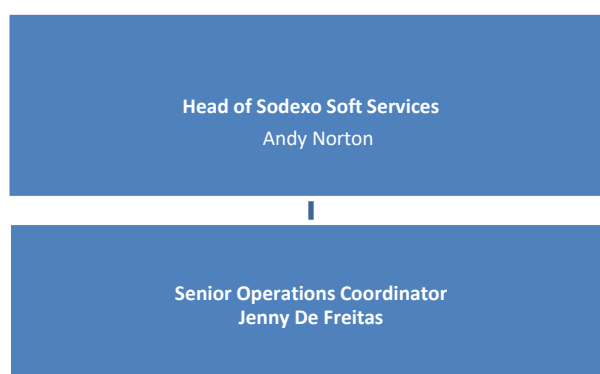 Head of Sodexo Soft Services
Andy Norton
Senior Operations Coordinator
Jenny De Freitas